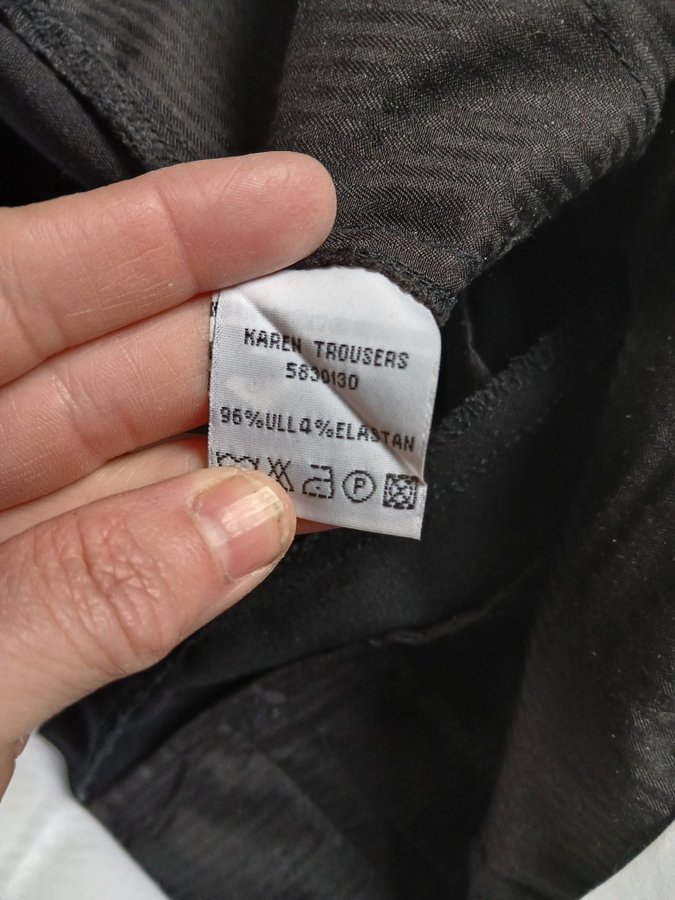 KAREN TROUSERS
5830130
96%ULL4%ELASTAN
P